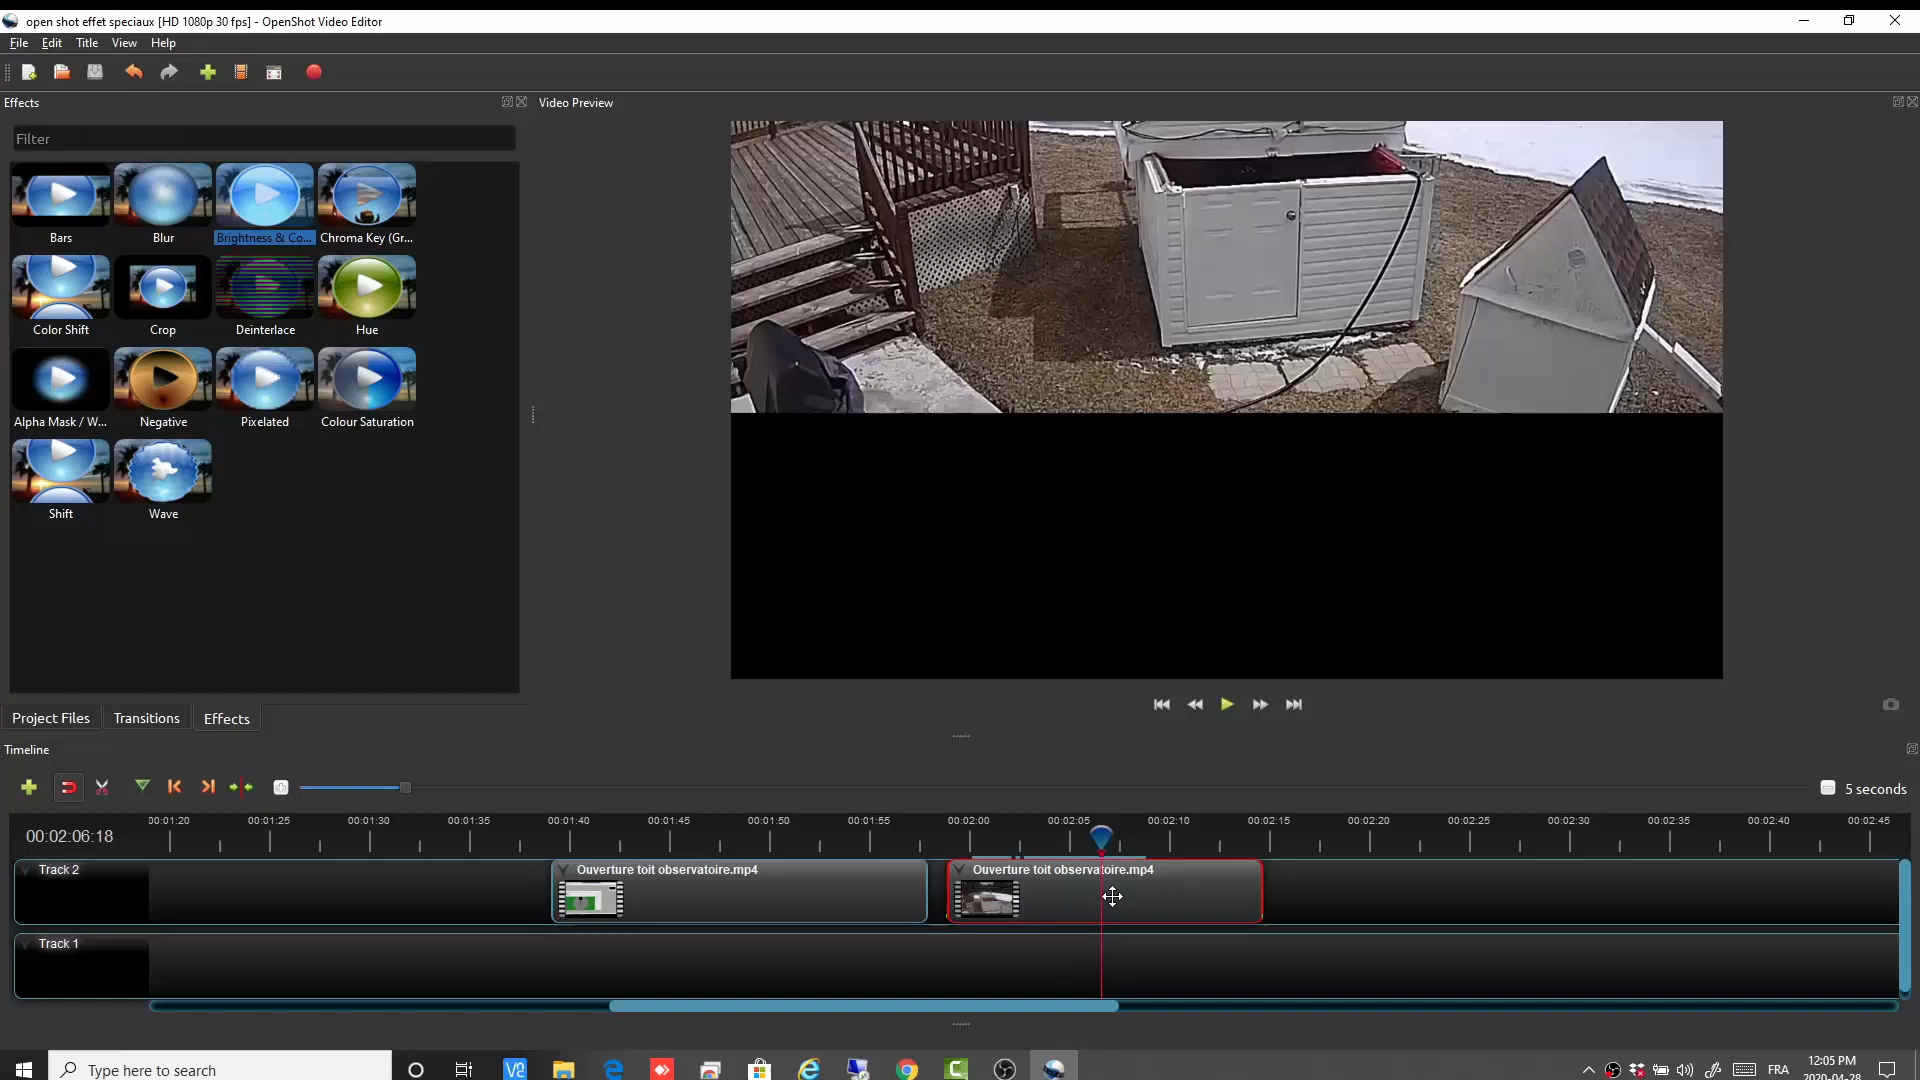 open shot effet speciaux [HD 1080p 30 fps] - OpenShot Video Editor
File Edit Title View Help
Effects
Video Preview
Filter
Bars Blur Brightness & Co... Chroma Key (Gr...
Color Shift Crop Deinterlace Hue
Alpha Mask / W... Negative Pixelated Colour Saturation
Shift Wave
Project Files Transitions Effects
Timeline
5 seconds
00:02:06:18
00:01:20 00:01:25 00:01:30 00:01:35 00:01:40 00:01:45 00:01:50 00:01:55 00:02:00 00:02:05 00:02:10 00:02:15 00:02:20 00:02:25 00:02:30 00:02:35 00:02:40 00:02:45
Track 2
Ouverture toit observatoire.mp4
Ouverture toit observatoire.mp4
Track 1
Type here to search
FRA
12:05 PM
2020-04-28